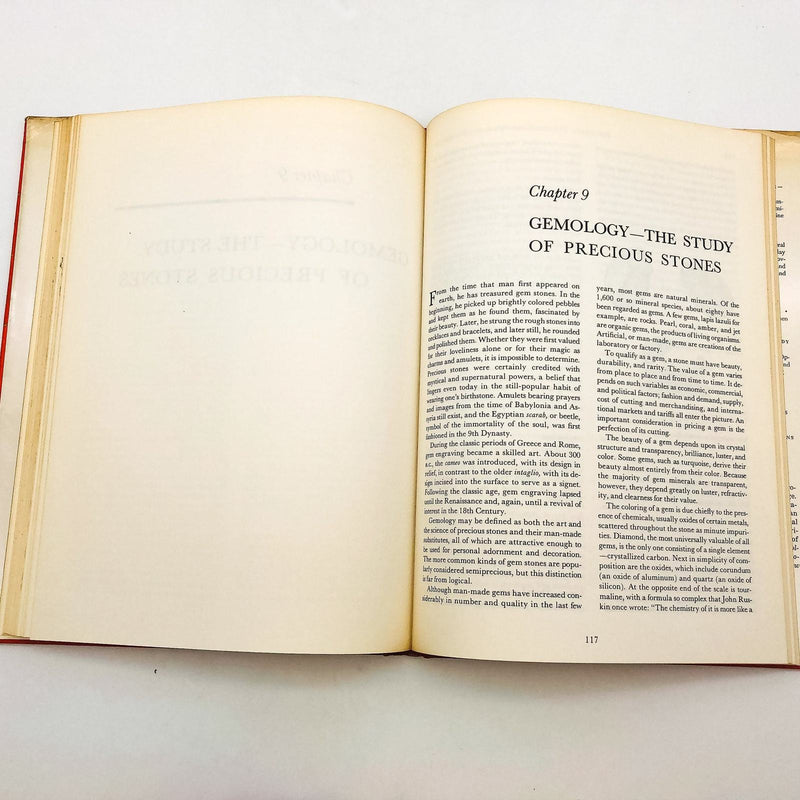 Chapter 9
GEMOLOGY—THE STUDY
OF PRECIOUS STONES
From the time that man first appeared on
earth, he has treasured gem stones. In the
beginning, he picked up brightly colored pebbles
and kept them as he found them, fascinated by
their beauty. Later, he strung the rough stones into
necklaces and bracelets, and later still, he rounded
and polished them. Whether they were first valued
for their loveliness alone or for their magic as
charms and amulets, it is impossible to determine.
Precious stones were certainly credited with
mystical and supernatural powers, a belief that
lingers even today in the still-popular habit of
wearing one's birthstone. Amulets bearing prayers
and images from the time of Babylonia and As-
syria still exist, and the Egyptian scarab, or beetle,
symbol of the immortality of the soul, was first
fashioned in the 9th Dynasty.
During the classic periods of Greece and Rome,
gem engraving became a skilled art. About 300
B.C., the cameo was introduced, with its design in
relief, in contrast to the older intaglio, with its de-
sign incised into the surface to serve as a signet.
Following the classic age, gem engraving lapsed
until the Renaissance and, again, until a revival of
interest in the 18th Century.
Gemology may be defined as both the art and
the science of precious stones and their man-made
substitutes, all of which are attractive enough to
be used for personal adornment and decoration.
The more common kinds of gem stones are popu-
larly considered semiprecious, but this distinction
is far from logical.
Although man-made gems have increased con-
siderably in number and quality in the last few
years, most gems are natural minerals. Of the
1,600 or so mineral species, about eighty have
been regarded as gems. A few gems, lapis lazuli for
example, are rocks. Pearl, coral, amber, and jet
are organic gems, the products of living organisms.
Artificial, or man-made, gems are creations of the
laboratory or factory.
To qualify as a gem, a stone must have beauty,
durability, and rarity. The value of a gem varies
from place to place and from time to time. It de-
pends on such variables as economic, commercial,
and political factors; fashion and demand, supply,
cost of cutting and merchandising, and interna-
tional markets and tariffs all enter the picture. An
important consideration in pricing a gem is the
perfection of its cutting.
The beauty of a gem depends upon its crystal
structure and transparency, brilliance, luster, and
color. Some gems, such as turquoise, derive their
beauty almost entirely from their color. Because
the majority of gem minerals are transparent,
however, they depend greatly on luster, refractiv-
ity, and clearness for their value.
The coloring of a gem is due chiefly to the pres-
ence of chemicals, usually oxides of certain metals,
scattered throughout the stone as minute impuri-
ties. Diamond, the most universally valuable of all
gems, is the only one consisting of a single element
—crystallized carbon. Next in simplicity of com-
position are the oxides, which include corundum
(an oxide of aluminum) and quartz (an oxide of
silicon). At the opposite end of the scale is tour-
maline, with a formula so complex that John Rus-
kin once wrote: "The chemistry of it is more like a
117